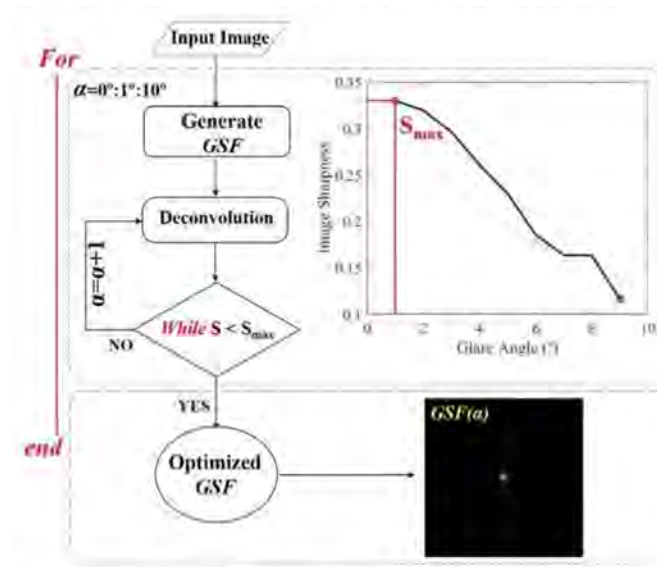 Input Image
For
α=0°:1°:10°
Generate
GSF
Deconvolution
α=α+1
While S < Smax
NO
YES
end
Optimized
GSF
0.35
0.3
0.25
0.2
0.15
0.1
Smax
Image Sharpness
0 2 4 6 8 10
Glare Angle (°)
GSF(α)